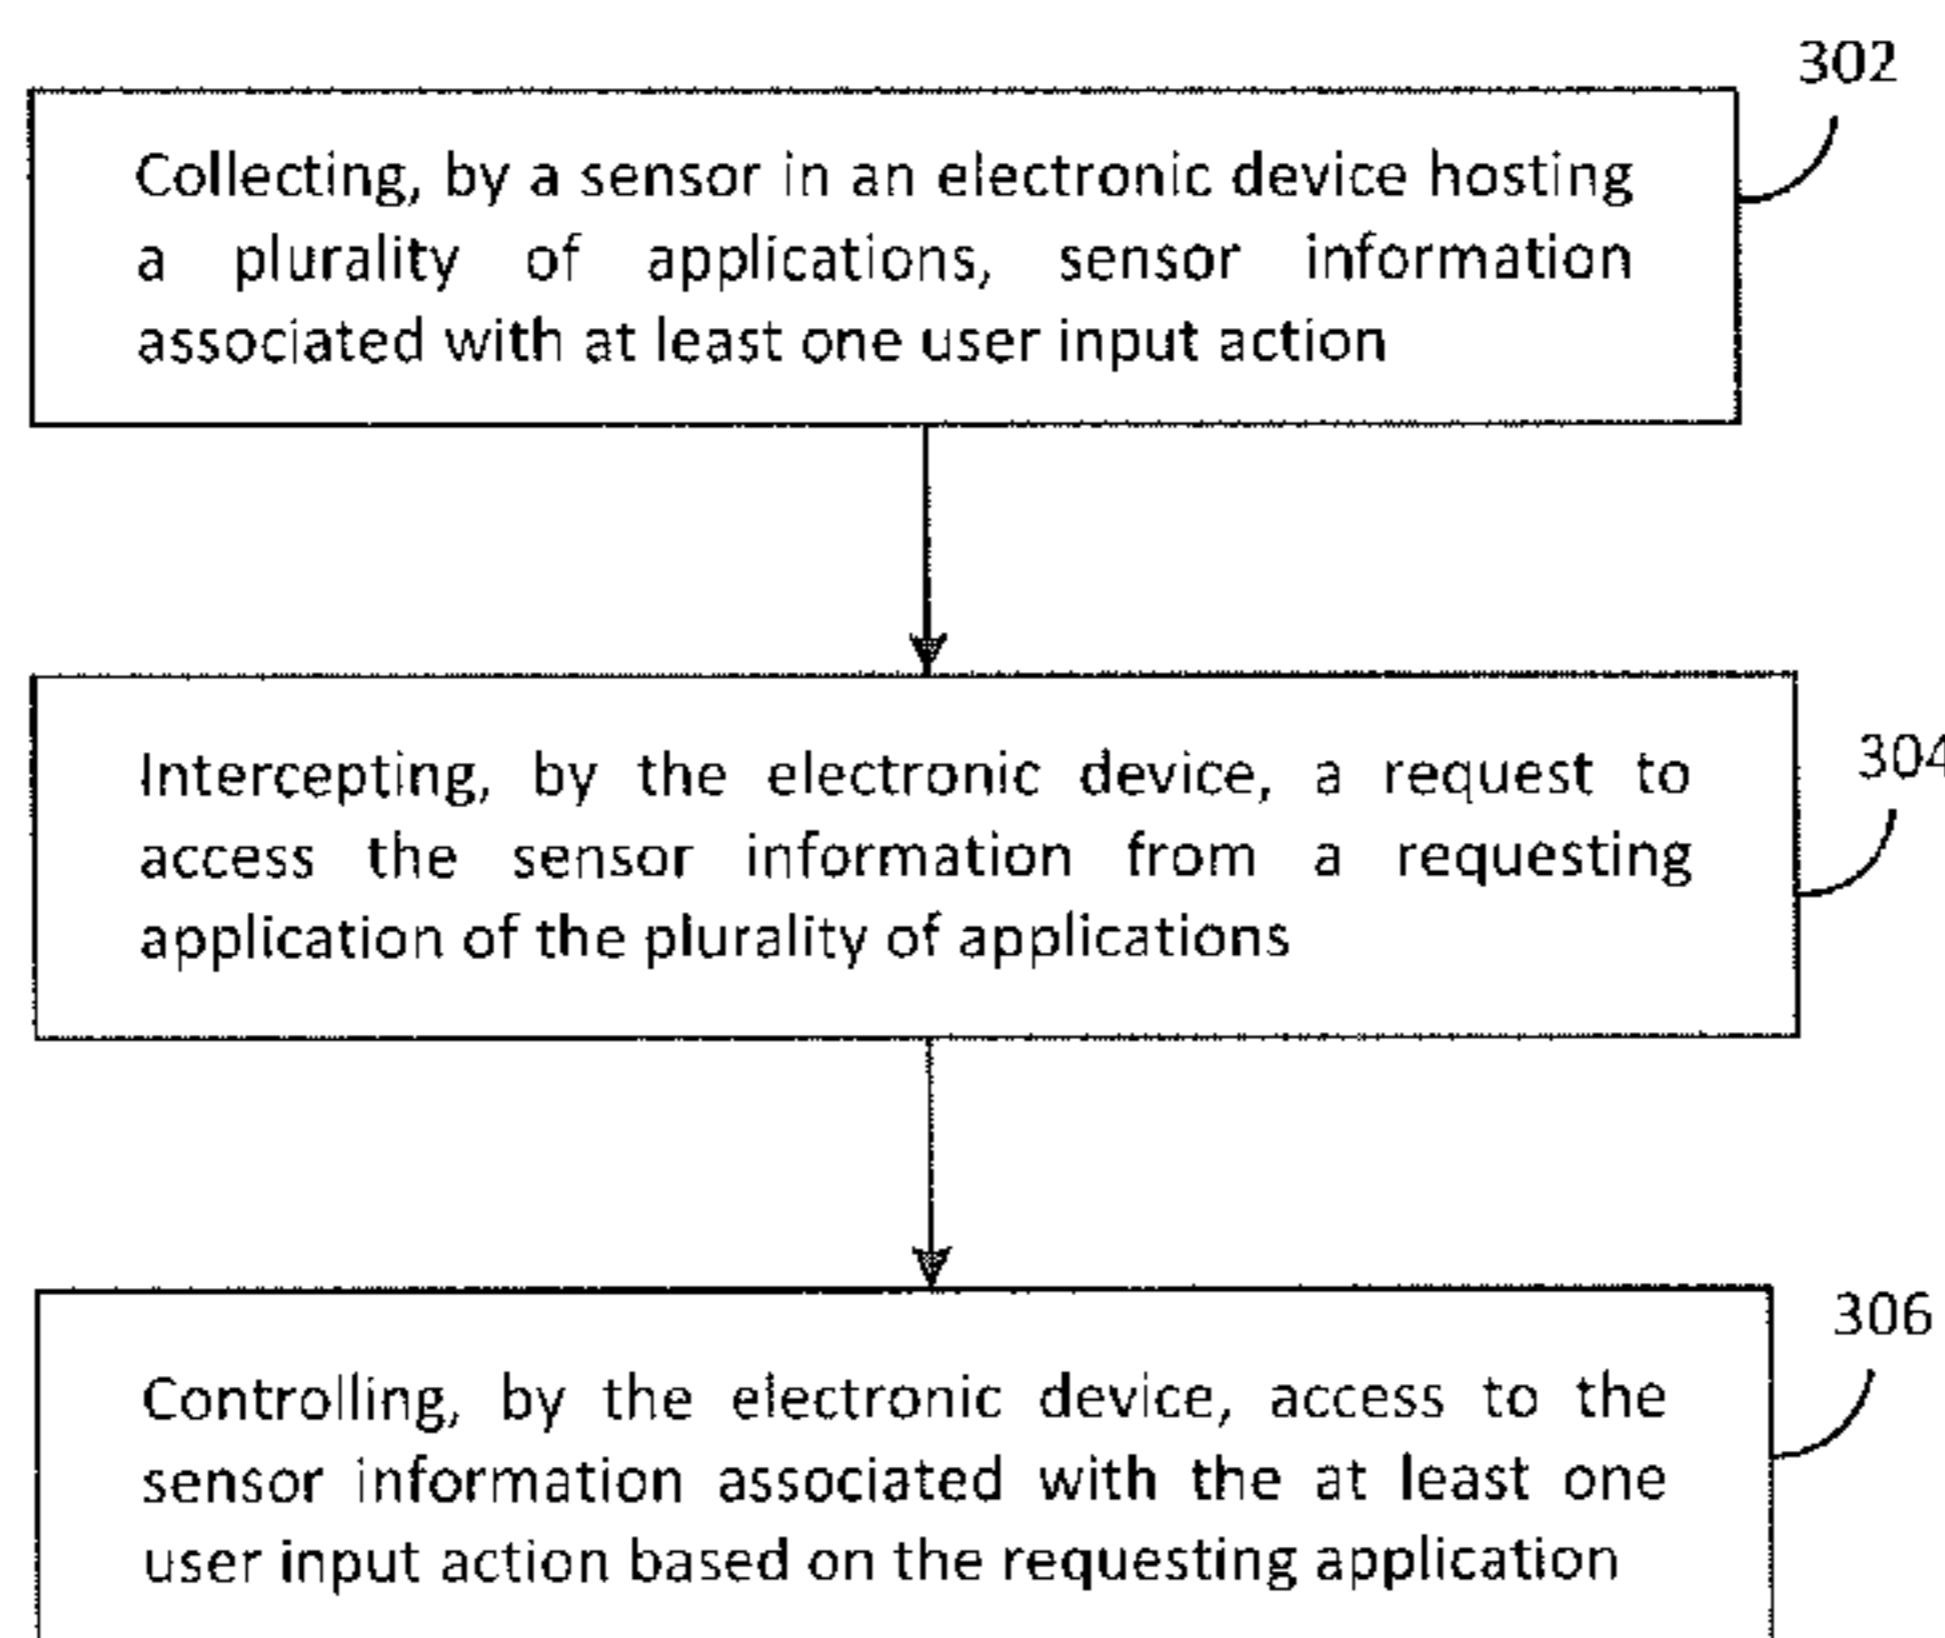 302
Collecting, by a sensor in an electronic device hosting
a plurality of applications, sensor information
associated with at least one user input action
304
Intercepting, by the electronic device, a request to
access the sensor information from a requesting
application of the plurality of applications
306
Controlling, by the electronic device, access to the
sensor information associated with the at least one
user input action based on the requesting application